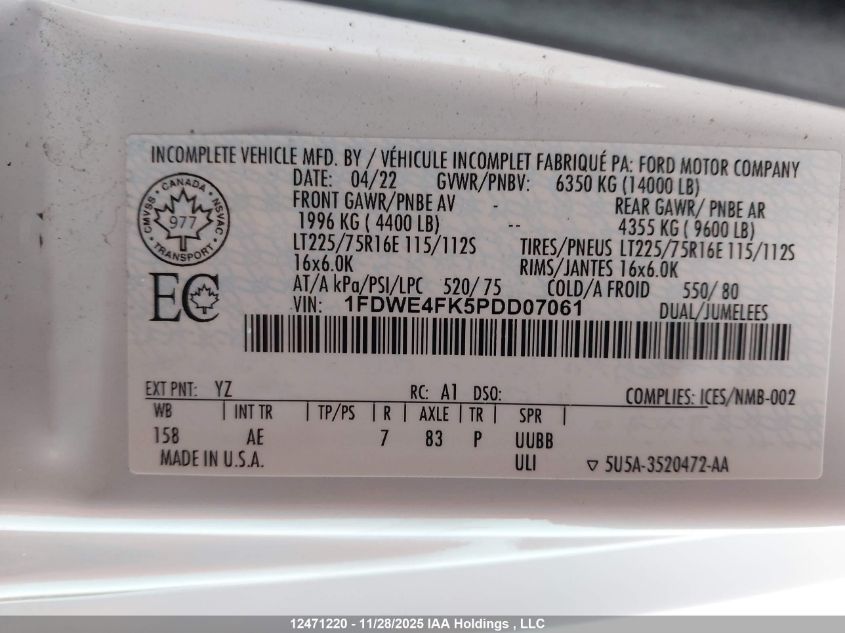 INCOMPLETE VEHICLE MFD. BY / VÉHICULE INCOMPLET FABRIQUÉ PA: FORD MOTOR COMPANY
DATE: 04/22 GVWR/PNBV: 6350 KG (14000 LB)
FRONT GAWR/PNBE AV - REAR GAWR/ PNBE AR
1996 KG ( 4400 LB) -- 4355 KG ( 9600 LB)
LT225/75R16E 115/112S TIRES/PNEUS LT225/75R16E 115/112S
16x6.0K RIMS/JANTES 16x6.0K
AT/A kPa/PSI/LPC 520/ 75 COLD/A FROID 550/ 80
VIN: 1FDWE4FK5PDD07061 DUAL/JUMELEES
CANADA
CMVSS NSVAC
977
TRANSPORT
EC
EXT PNT: YZ RC: A1 DSO: COMPLIES: ICES/NMB-002
WB | INT TR | TP/PS | R | AXLE | TR | SPR |
158 AE 7 83 P UUBB
MADE IN U.S.A. ULI ▽ 5U5A-3520472-AA
12471220 - 11/28/2025 IAA Holdings , LLC